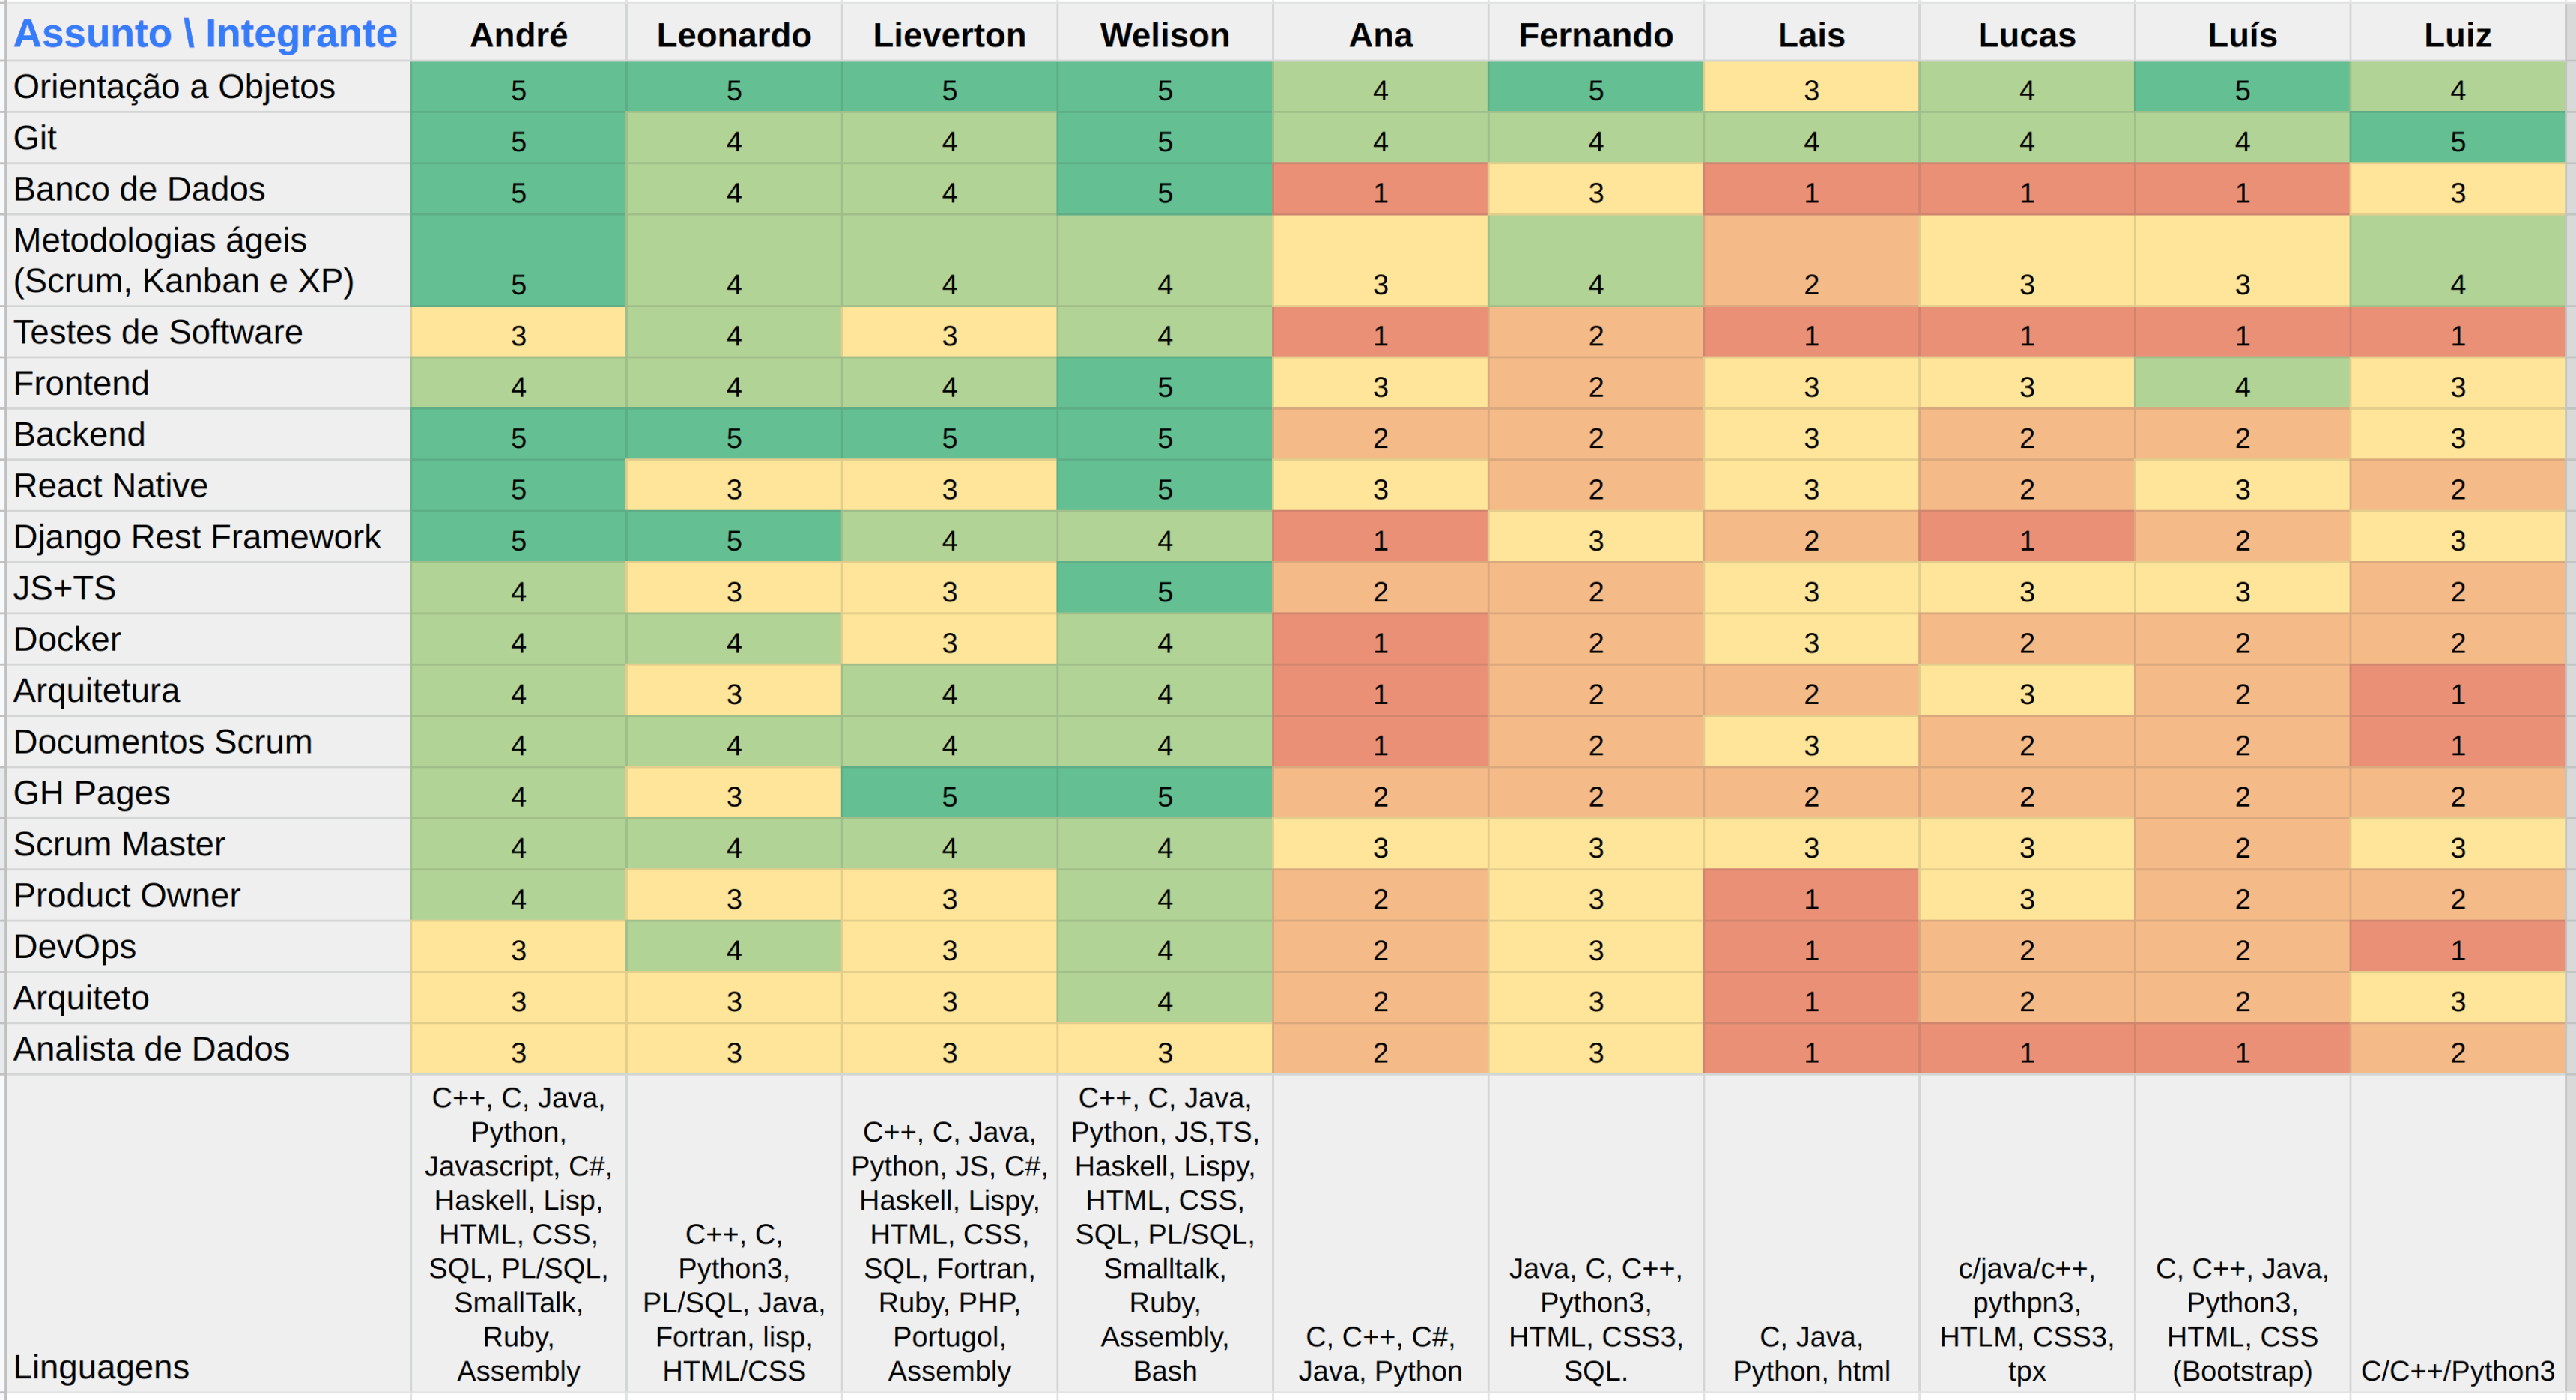 Assunto \ Integrante André Leonardo Lieverton Welison Ana Fernando Lais Lucas Luís Luiz
Orientação a Objetos 5 5 5 5 4 5 3 4 5 4
Git 5 4 4 5 4 4 4 4 4 5
Banco de Dados 5 4 4 5 1 3 1 1 1 3
Metodologias ágeis
(Scrum, Kanban e XP) 5 4 4 4 3 4 2 3 3 4
Testes de Software 3 4 3 4 1 2 1 1 1 1
Frontend 4 4 4 5 3 2 3 3 4 3
Backend 5 5 5 5 2 2 3 2 2 3
React Native 5 3 3 5 3 2 3 2 3 2
Django Rest Framework 5 5 4 4 1 3 2 1 2 3
JS+TS 4 3 3 5 2 2 3 3 3 2
Docker 4 4 3 4 1 2 3 2 2 2
Arquitetura 4 3 4 4 1 2 2 3 2 1
Documentos Scrum 4 4 4 4 1 2 3 2 2 1
GH Pages 4 3 5 5 2 2 2 2 2 2
Scrum Master 4 4 4 4 3 3 3 3 2 3
Product Owner 4 3 3 4 2 3 1 3 2 2
DevOps 3 4 3 4 2 3 1 2 2 1
Arquiteto 3 3 3 4 2 3 1 2 2 3
Analista de Dados 3 3 3 3 2 3 1 1 1 2
Linguagens
C++, C, Java,
Python,
Javascript, C#,
Haskell, Lisp,
HTML, CSS,
SQL, PL/SQL,
SmallTalk,
Ruby,
Assembly
C++, C,
Python3,
PL/SQL, Java,
Fortran, lisp,
HTML/CSS
C++, C, Java,
Python, JS, C#,
Haskell, Lispy,
HTML, CSS,
SQL, Fortran,
Ruby, PHP,
Portugol,
Assembly
C++, C, Java,
Python, JS,TS,
Haskell, Lispy,
HTML, CSS,
SQL, PL/SQL,
Smalltalk,
Ruby,
Assembly,
Bash
C, C++, C#,
Java, Python
Java, C, C++,
Python3,
HTML, CSS3,
SQL.
C, Java,
Python, html
c/java/c++,
pythpn3,
HTLM, CSS3,
tpx
C, C++, Java,
Python3,
HTML, CSS
(Bootstrap)
C/C++/Python3